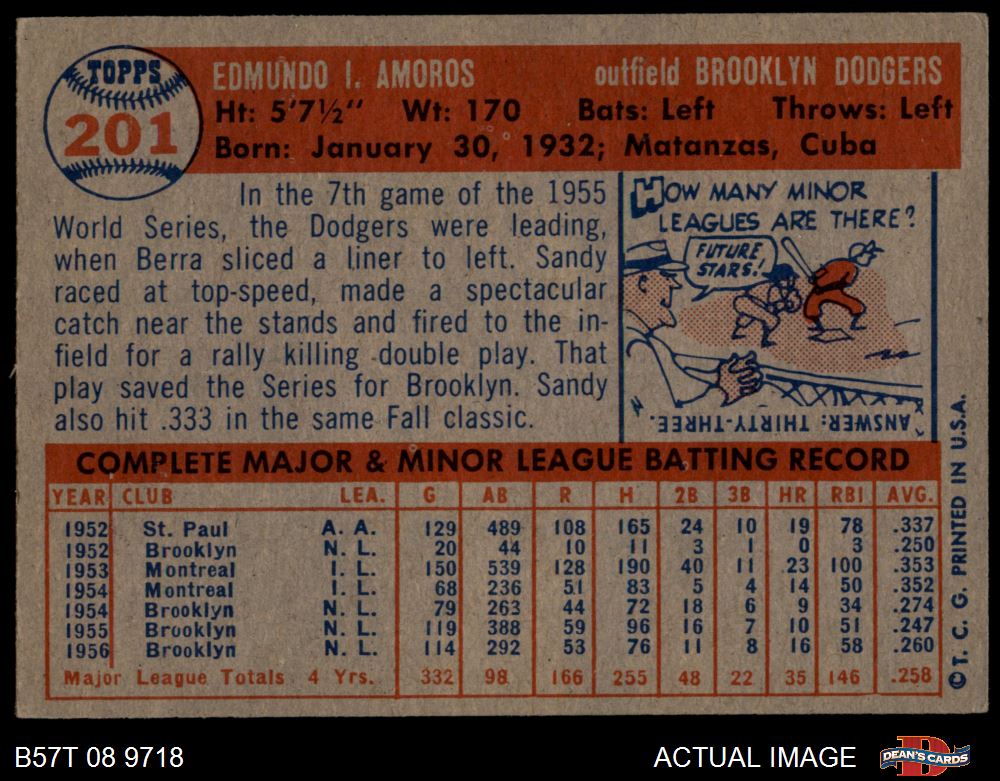 TOPPS
201
EDMUNDO I. AMOROS outfield BROOKLYN DODGERS
Ht: 5'7½" Wt: 170 Bats: Left Throws: Left
Born: January 30, 1932; Matanzas, Cuba
In the 7th game of the 1955
World Series, the Dodgers were leading,
when Berra sliced a liner to left. Sandy
raced at top-speed, made a spectacular
catch near the stands and fired to the in-
field for a rally killing double play. That
play saved the Series for Brooklyn. Sandy
also hit .333 in the same Fall classic.
HOW MANY MINOR
LEAGUES ARE THERE?
FUTURE
STARS!
ANSWER: THIRTY-THREE.
COMPLETE MAJOR & MINOR LEAGUE BATTING RECORD
YEAR CLUB LEA. G AB R H 2B 3B HR RBI AVG.
1952 St. Paul A. A. 129 489 108 165 24 10 19 78 .337
1952 Brooklyn N. L. 20 44 10 11 3 1 0 3 .250
1953 Montreal I. L. 150 539 128 190 40 11 23 100 .353
1954 Montreal I. L. 68 236 51 83 5 4 14 50 .352
1954 Brooklyn N. L. 79 263 44 72 18 6 9 34 .274
1955 Brooklyn N. L. 119 388 59 96 16 7 10 51 .247
1956 Brooklyn N. L. 114 292 53 76 11 8 16 58 .260
Major League Totals 4 Yrs. 332 98 166 255 48 22 35 146 .258
©T. C. G. PRINTED IN U.S.A.
B57T 08 9718 ACTUAL IMAGE DEAN'S CARDS